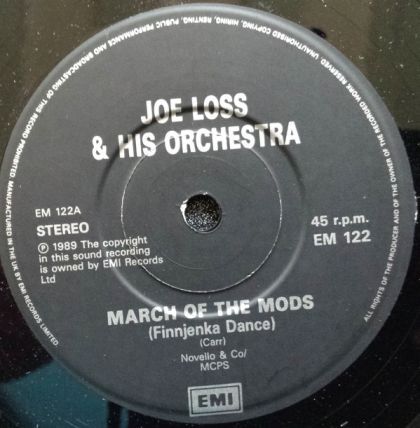 MANUFACTURED IN THE UK BY EMI RECORDS LIMITED. ALL RIGHTS OF THE PRODUCER AND OF THE OWNER OF THE RECORDED WORK RESERVED. UNAUTHORISED COPYING, HIRING, RENTING, PUBLIC PERFORMANCE AND BROADCASTING OF THIS RECORD PROHIBITED.
JOE LOSS
& HIS ORCHESTRA
EM 122A
STEREO
Ⓟ 1989 The copyright
in this sound recording
is owned by EMI Records
Ltd
45 r.p.m.
EM 122
MARCH OF THE MODS
(Finnjenka Dance)
(Carr)
Novello & Co/
MCPS
EMI